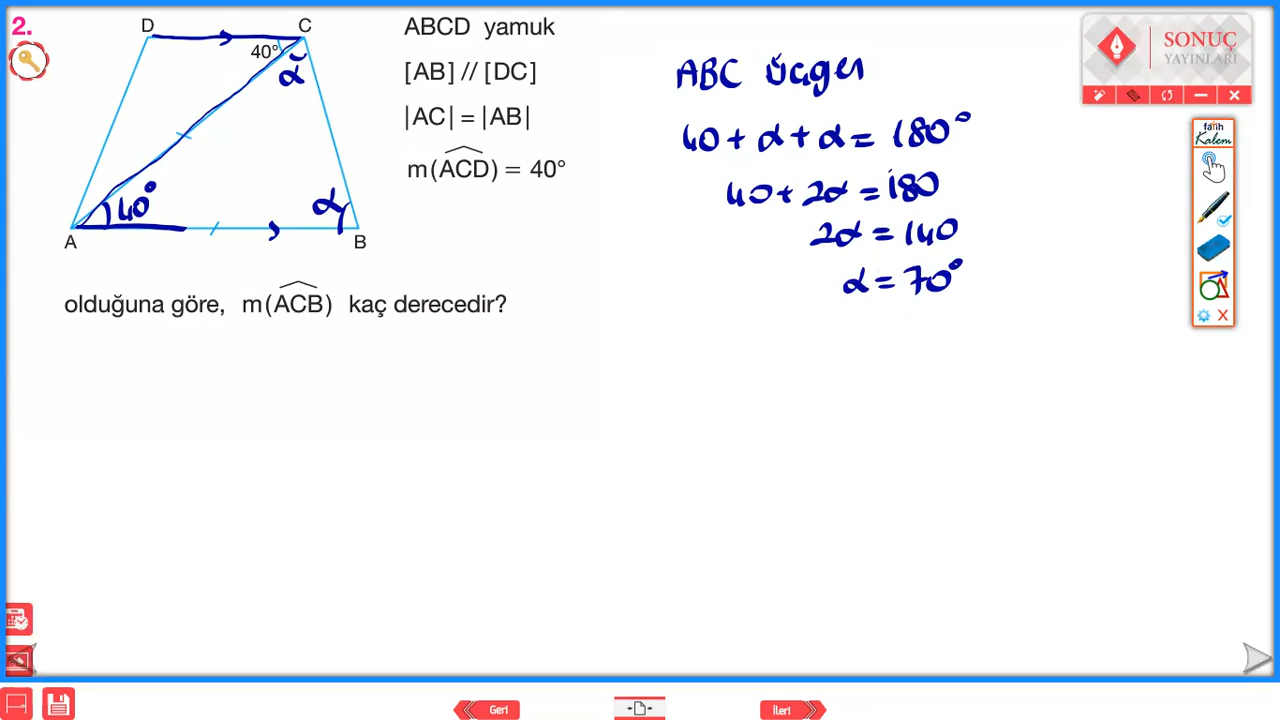 2.
D
C
40°
α
A
40°
α
B
ABCD yamuk
[AB] // [DC]
|AC| = |AB|
m(ACD) = 40°
olduğuna göre, m(ACB) kaç derecedir?
ABC üçgen
40 + α + α = 180°
40 + 2α = 180
2α = 140
α = 70°
SONUÇ
YAYINLARI
fatih
Kalem
Geri
İleri